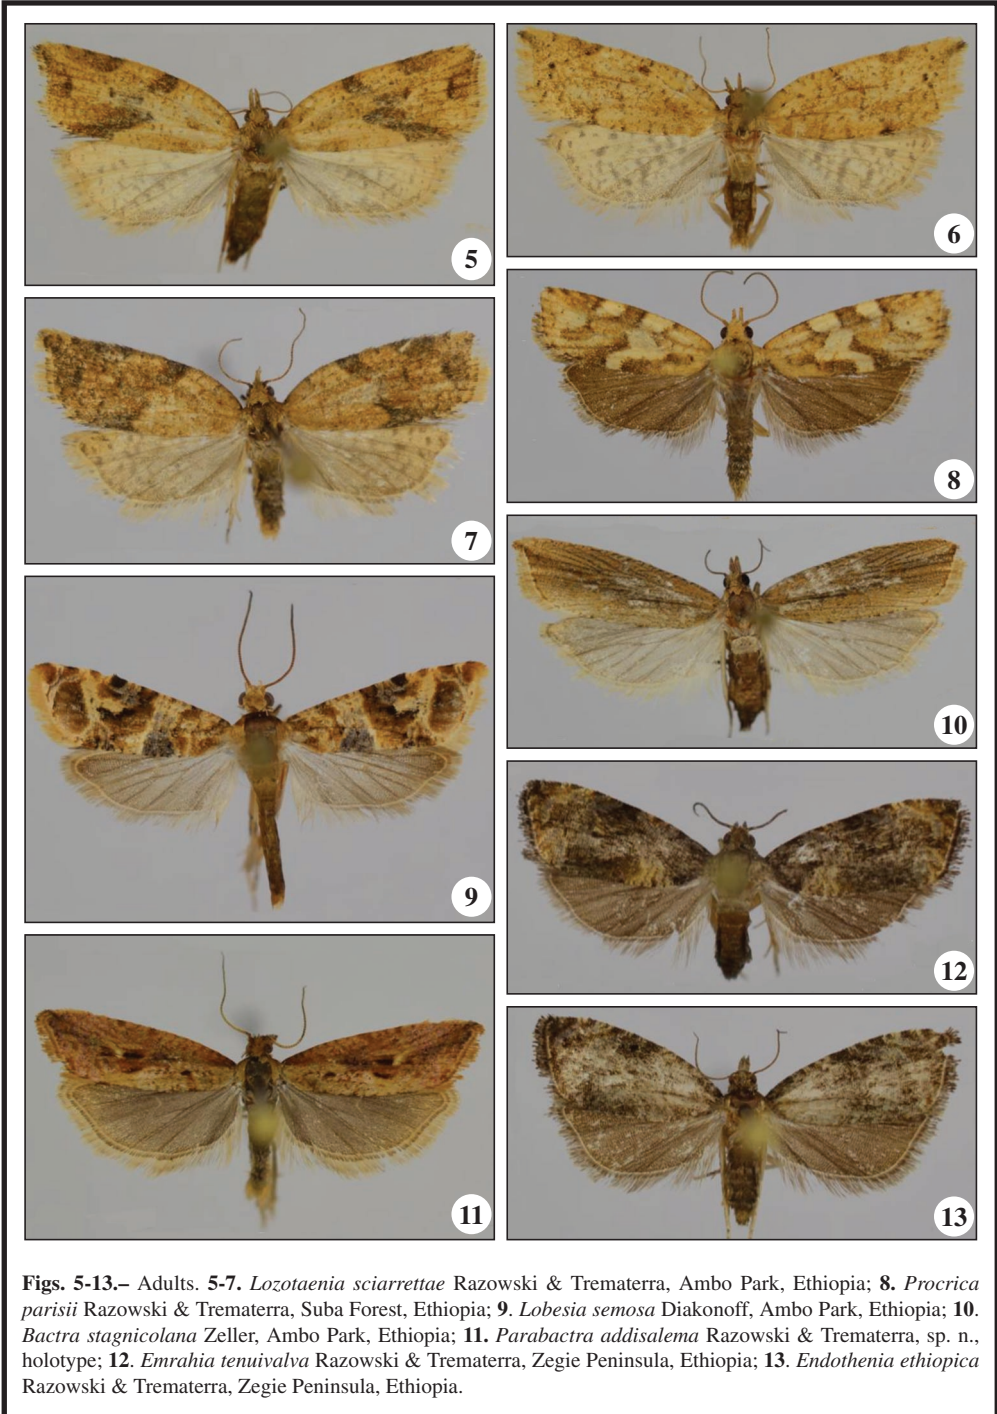 5
6
7
8
9
10
11
12
13
Figs. 5-13.– Adults. 5-7. Lozotaenia sciarrettae Razowski & Trematerra, Ambo Park, Ethiopia; 8. Procrica
parisii Razowski & Trematerra, Suba Forest, Ethiopia; 9. Lobesia semosa Diakonoff, Ambo Park, Ethiopia; 10.
Bactra stagnicolana Zeller, Ambo Park, Ethiopia; 11. Parabactra addisalema Razowski & Trematerra, sp. n.,
holotype; 12. Emrahia tenuivalva Razowski & Trematerra, Zegie Peninsula, Ethiopia; 13. Endothenia ethiopica
Razowski & Trematerra, Zegie Peninsula, Ethiopia.